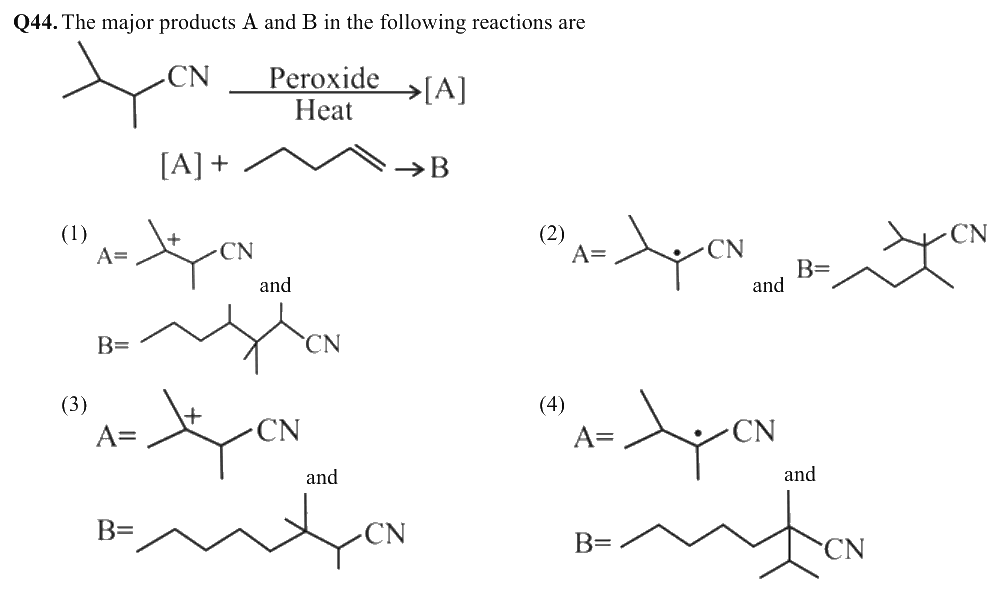 Q44. The major products A and B in the following reactions are
CN
Peroxide
Heat
[A]
[A] +
B
(1)
A=
+
CN
and
B=
CN
(2)
A=
CN
and
B=
CN
(3)
A=
+
CN
and
B=
CN
(4)
A=
CN
and
B=
CN